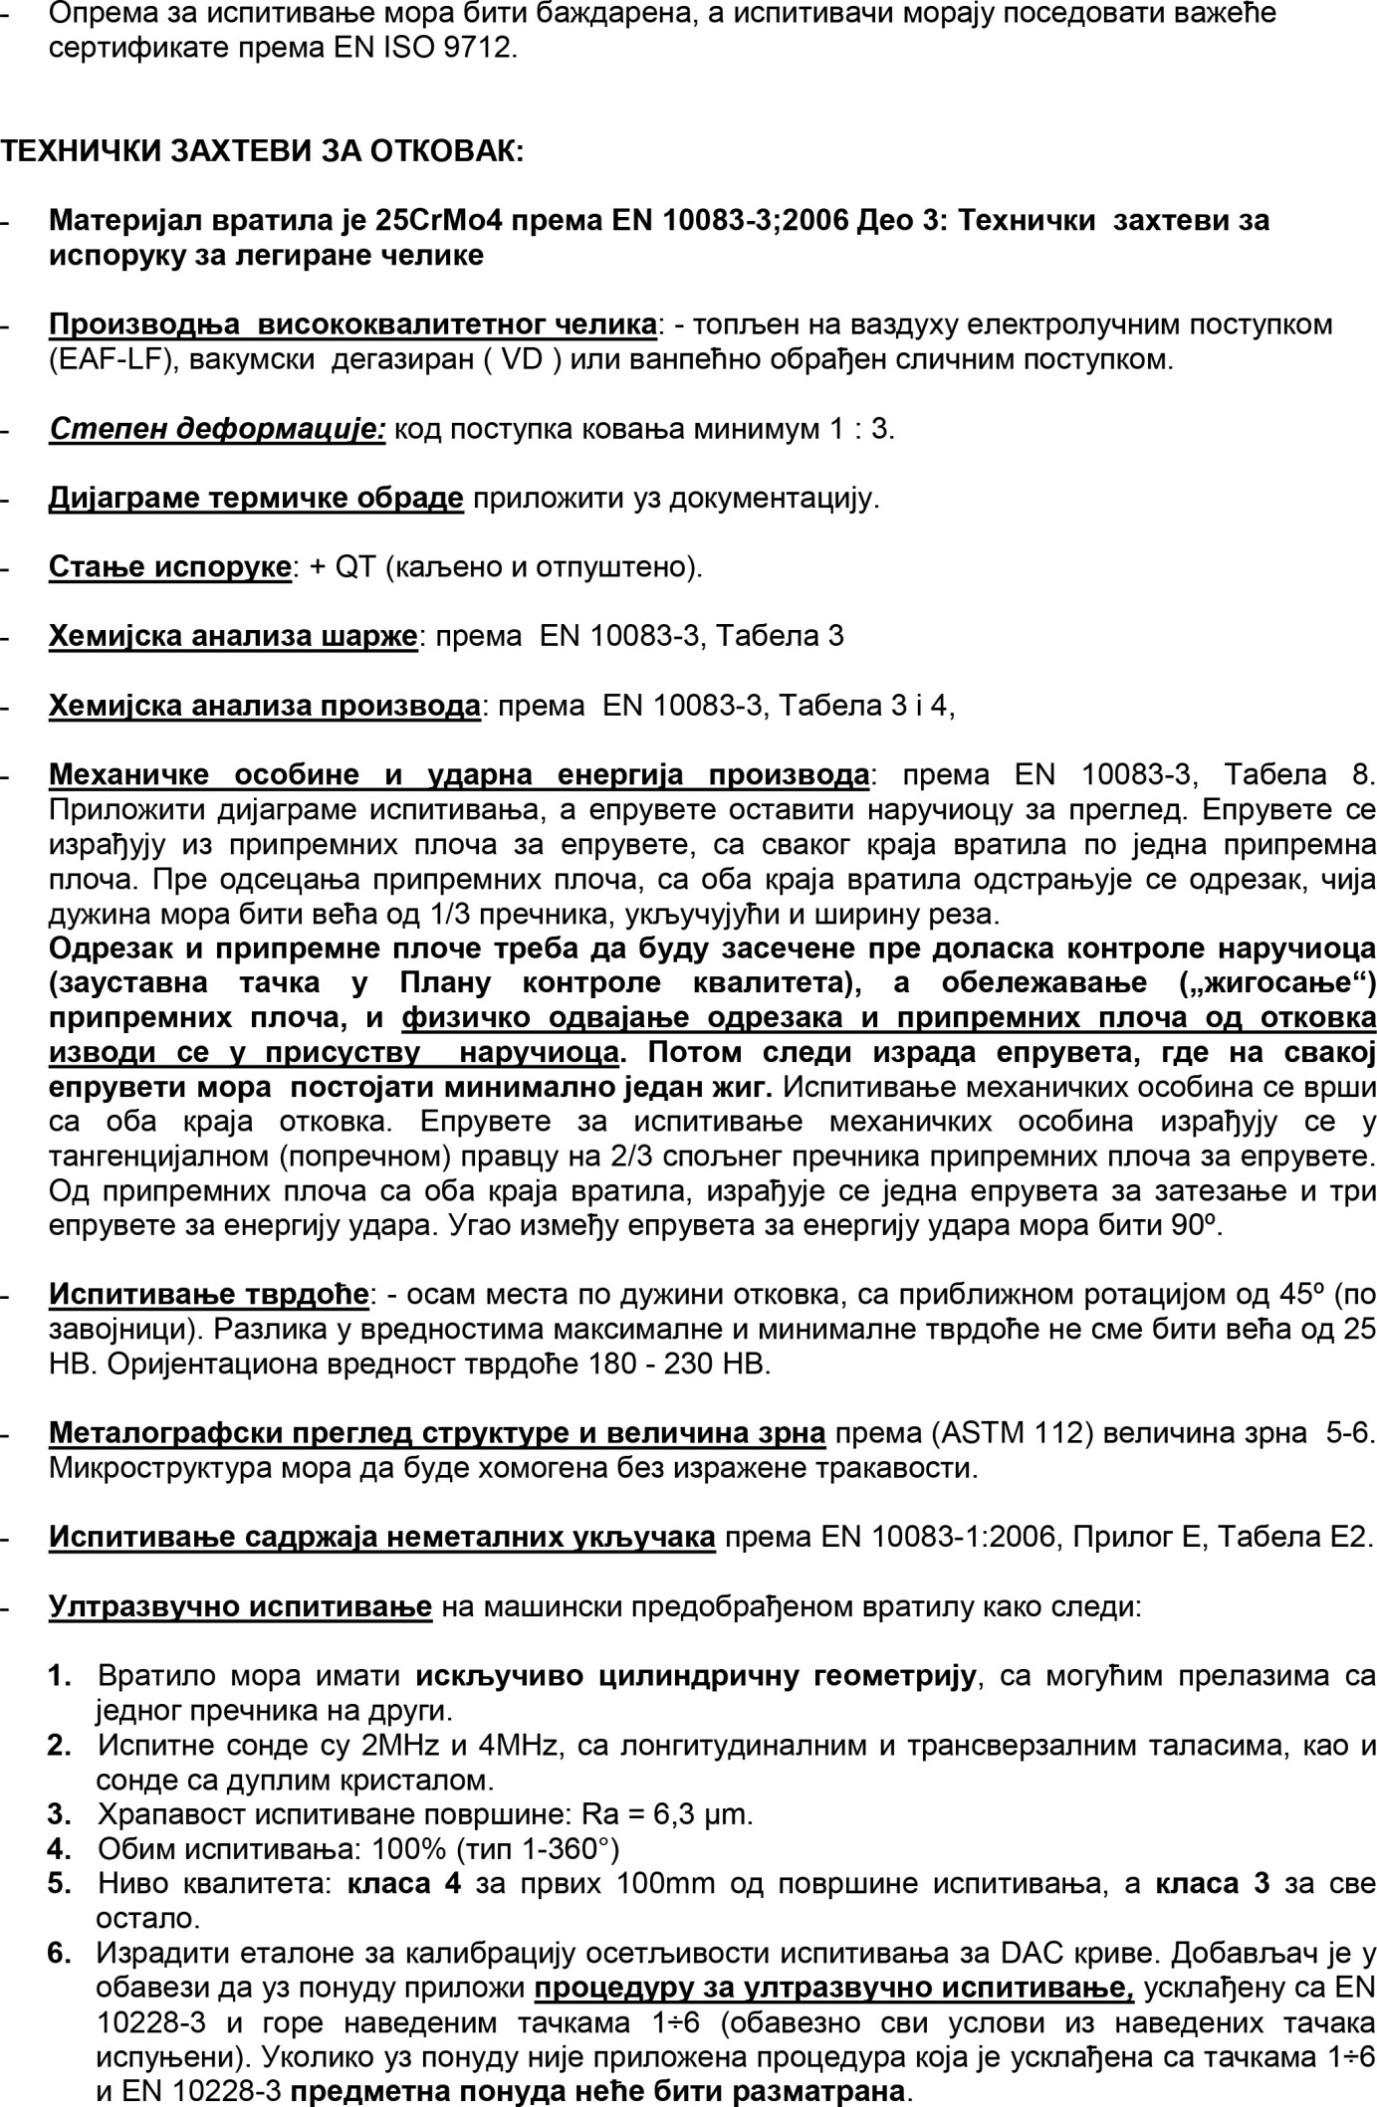 - Опрема за испитивање мора бити баждарена, а испитивачи морају поседовати важеће
сертификате према EN ISO 9712.
ТЕХНИЧКИ ЗАХТЕВИ ЗА ОТКОВАК:
- Материјал вратила је 25CrMo4 према EN 10083-3;2006 Део 3: Технички захтеви за
испоруку за легиране челике
- Производња висококвалитетног челика: - топљен на ваздуху електролучним поступком
(EAF-LF), вакумски дегазиран ( VD ) или ванпећно обрађен сличним поступком.
- Степен деформације: код поступка ковања минимум 1 : 3.
- Дијаграме термичке обраде приложити уз документацију.
- Стање испоруке: + QT (каљено и отпуштено).
- Хемијска анализа шарже: према EN 10083-3, Табела 3
- Хемијска анализа производа: према EN 10083-3, Табела 3 i 4,
- Механичке особине и ударна енергија производа: према EN 10083-3, Табела 8.
Приложити дијаграме испитивања, а епрувете оставити наручиоцу за преглед. Епрувете се
израђују из припремних плоча за епрувете, са сваког краја вратила по једна припремна
плоча. Пре одсецања припремних плоча, са оба краја вратила одстрањује се одрезак, чија
дужина мора бити већа од 1/3 пречника, укључујући и ширину реза.
Одрезак и припремне плоче треба да буду засечене пре доласка контроле наручиоца
(зауставна тачка у Плану контроле квалитета), а обележавање („жигосање“)
припремних плоча, и физичко одвајање одрезака и припремних плоча од отковка
изводи се у присуству наручиоца. Потом следи израда епрувета, где на свакој
епрувети мора постојати минимално један жиг. Испитивање механичких особина се врши
са оба краја отковка. Епрувете за испитивање механичких особина израђују се у
тангенцијалном (попречном) правцу на 2/3 спољнег пречника припремних плоча за епрувете.
Од припремних плоча са оба краја вратила, израђује се једна епрувета за затезање и три
епрувете за енергију удара. Угао између епрувета за енергију удара мора бити 90º.
- Испитивање тврдоће: - осам места по дужини отковка, са приближном ротацијом од 45º (по
завојници). Разлика у вредностима максималне и минималне тврдоће не сме бити већа од 25
HB. Оријентациона вредност тврдоће 180 - 230 HB.
- Металографски преглед структуре и величина зрна према (ASTM 112) величина зрна 5-6.
Микроструктура мора да буде хомогена без изражене тракавости.
- Испитивање садржаја неметалних укључака према EN 10083-1:2006, Прилог Е, Табела Е2.
- Ултразвучно испитивање на машински предобрађеном вратилу како следи:
1. Вратило мора имати искључиво цилиндричну геометрију, са могућим прелазима са
једног пречника на други.
2. Испитне сонде су 2MHz и 4MHz, са лонгитудиналним и трансверзалним таласима, као и
сонде са дуплим кристалом.
3. Храпавост испитиване површине: Ra = 6,3 µm.
4. Обим испитивања: 100% (тип 1-360°)
5. Ниво квалитета: класа 4 за првих 100mm од површине испитивања, а класа 3 за све
остало.
6. Израдити еталоне за калибрацију осетљивости испитивања за DAC криве. Добављач је у
обавези да уз понуду приложи процедуру за ултразвучно испитивање, усклађену са EN
10228-3 и горе наведеним тачкама 1÷6 (обавезно сви услови из наведених тачака
испуњени). Уколико уз понуду није приложена процедура која је усклађена са тачкама 1÷6
и EN 10228-3 предметна понуда неће бити разматрана.